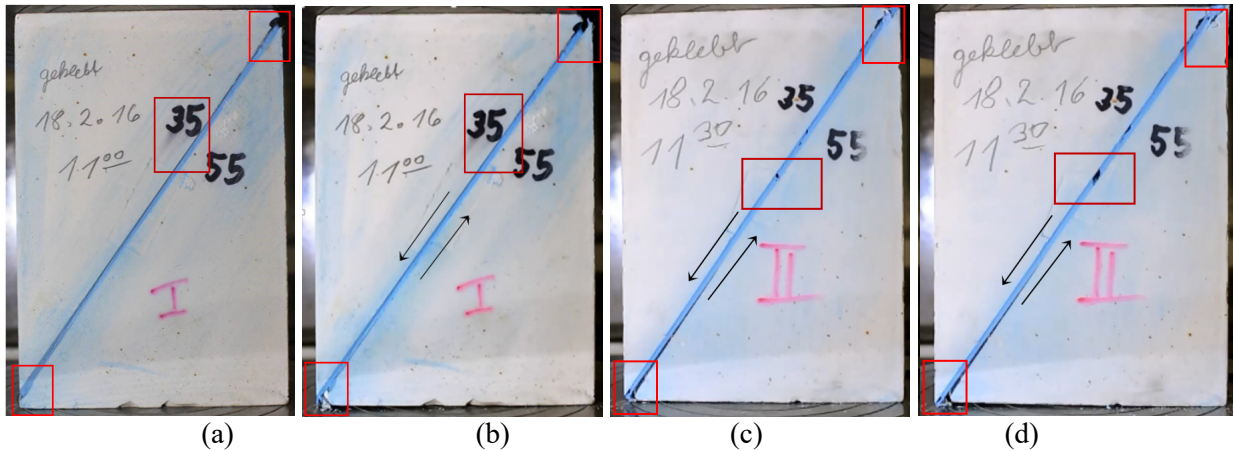 geklebt
18.2.16
11⁰⁰
35
55
I
geklebt
18.2.16
11⁰⁰
35
55
I
geklebt
18.2.16
11³⁰
35
55
II
geklebt
18.2.16
11³⁰
35
55
II
(a)
(b)
(c)
(d)